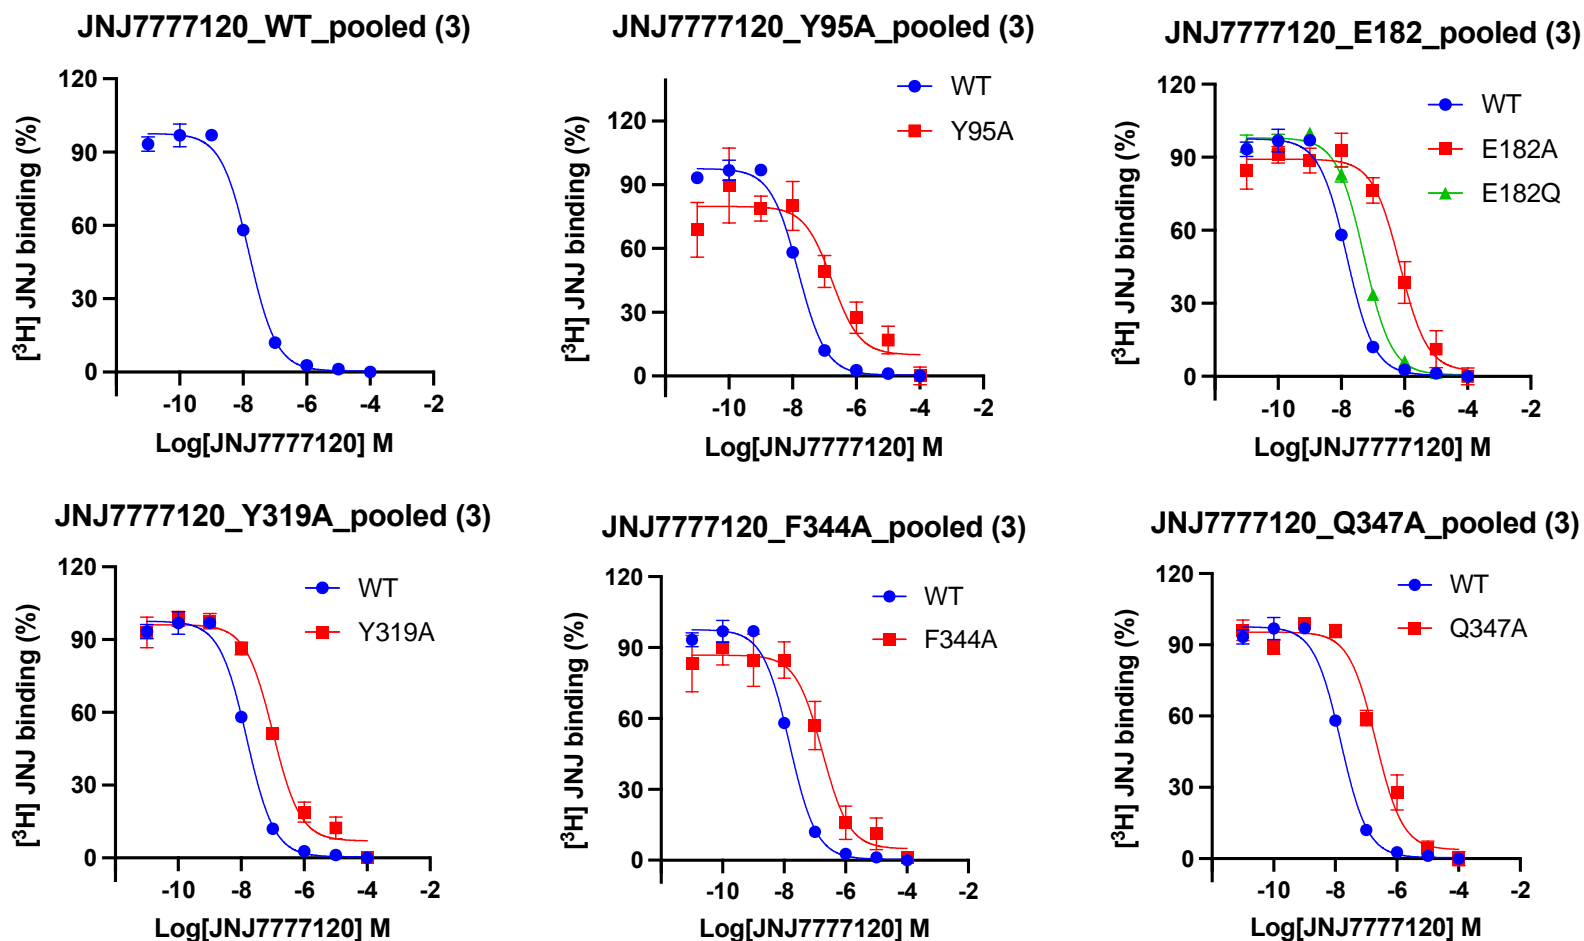 JNJ7777120_WT_pooled (3)
120
90
60
30
0
-10 -8 -6 -4 -2
[³H] JNJ binding (%)
Log[JNJ7777120] M
JNJ7777120_Y95A_pooled (3)
WT
Y95A
120
90
60
30
0
-10 -8 -6 -4 -2
[³H] JNJ binding (%)
Log[JNJ7777120] M
JNJ7777120_E182_pooled (3)
WT
E182A
E182Q
120
90
60
30
0
-10 -8 -6 -4 -2
[³H] JNJ binding (%)
Log[JNJ7777120] M
JNJ7777120_Y319A_pooled (3)
WT
Y319A
120
90
60
30
0
-10 -8 -6 -4 -2
[³H] JNJ binding (%)
Log[JNJ7777120] M
JNJ7777120_F344A_pooled (3)
WT
F344A
120
90
60
30
0
-10 -8 -6 -4 -2
[³H] JNJ binding (%)
Log[JNJ7777120] M
JNJ7777120_Q347A_pooled (3)
WT
Q347A
120
90
60
30
0
-10 -8 -6 -4 -2
[³H] JNJ binding (%)
Log[JNJ7777120] M